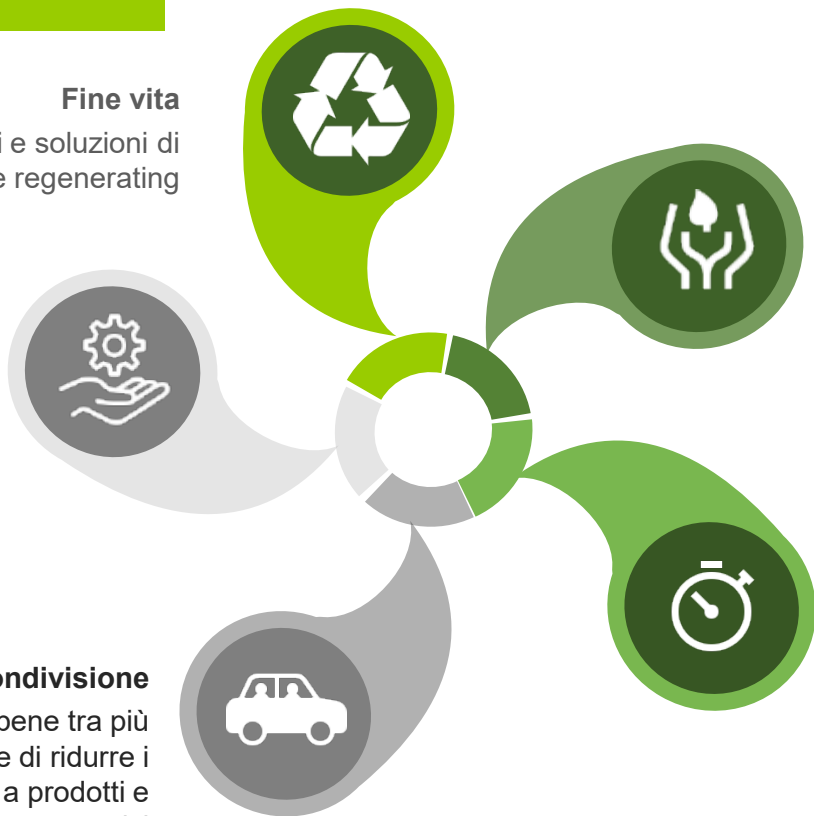 Fine vita
i e soluzioni di
e regenerating
ondivisione
bene tra più
e di ridurre i
a prodotti e